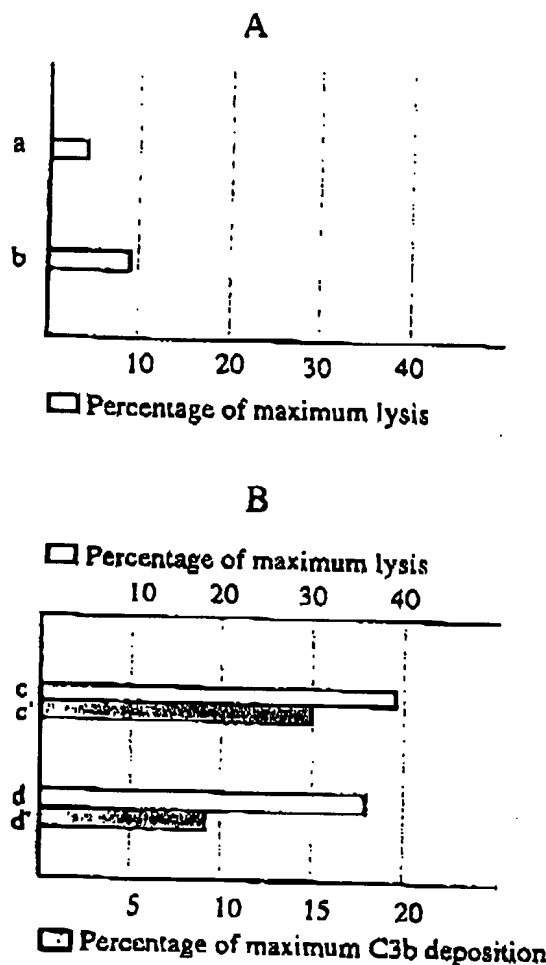 A
a
b
10 20 30 40
Percentage of maximum lysis
B
Percentage of maximum lysis
10 20 30 40
c
c'
d
d'
5 10 15 20
Percentage of maximum C3b deposition